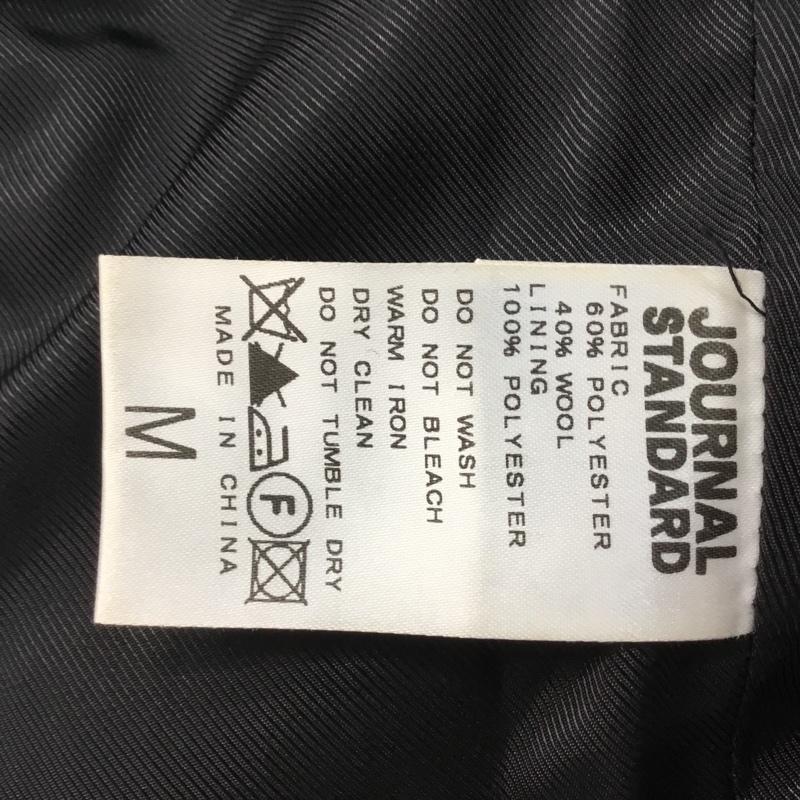 JOURNAL
STANDARD
FABRIC
60% POLYESTER
40% WOOL
LINING
100% POLYESTER
DO NOT WASH
DO NOT BLEACH
WARM IRON
DRY CLEAN
DO NOT TUMBLE DRY
F
MADE IN CHINA
M